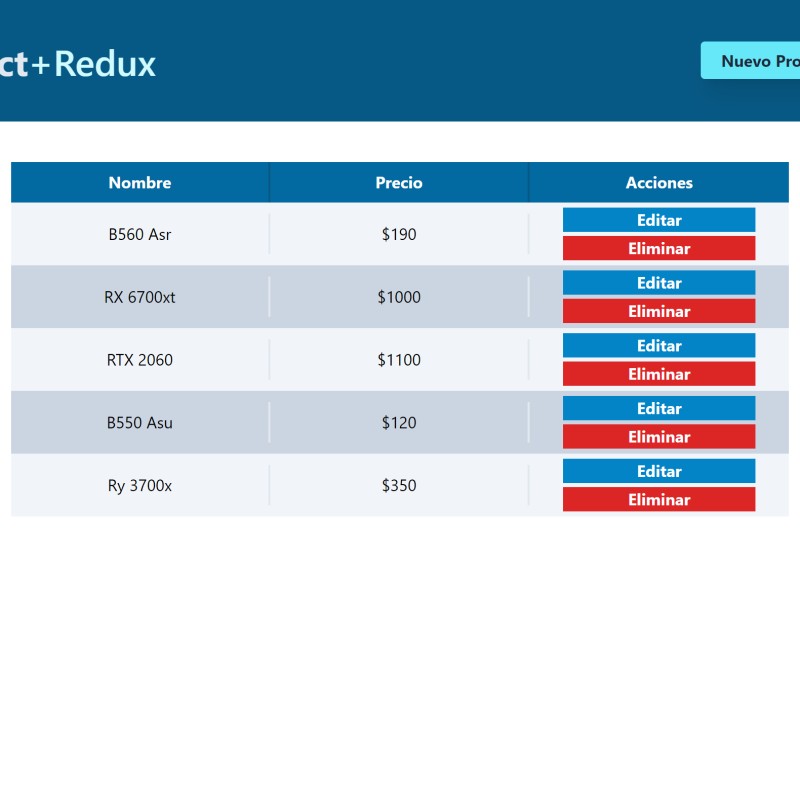 ct+Redux
Nuevo Pro
Nombre Precio Acciones
B560 Asr $190 Editar
Eliminar
RX 6700xt $1000 Editar
Eliminar
RTX 2060 $1100 Editar
Eliminar
B550 Asu $120 Editar
Eliminar
Ry 3700x $350 Editar
Eliminar